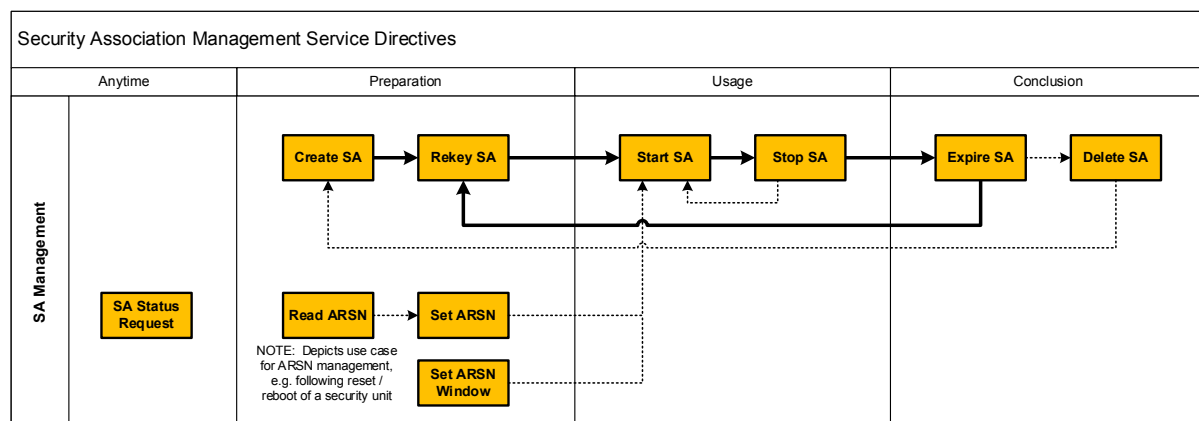 Security Association Management Service Directives
Anytime
Preparation
Usage
Conclusion
SA Management
Create SA
Rekey SA
Start SA
Stop SA
Expire SA
Delete SA
SA Status
Request
Read ARSN
Set ARSN
NOTE: Depicts use case
for ARSN management,
e.g. following reset /
reboot of a security unit
Set ARSN
Window